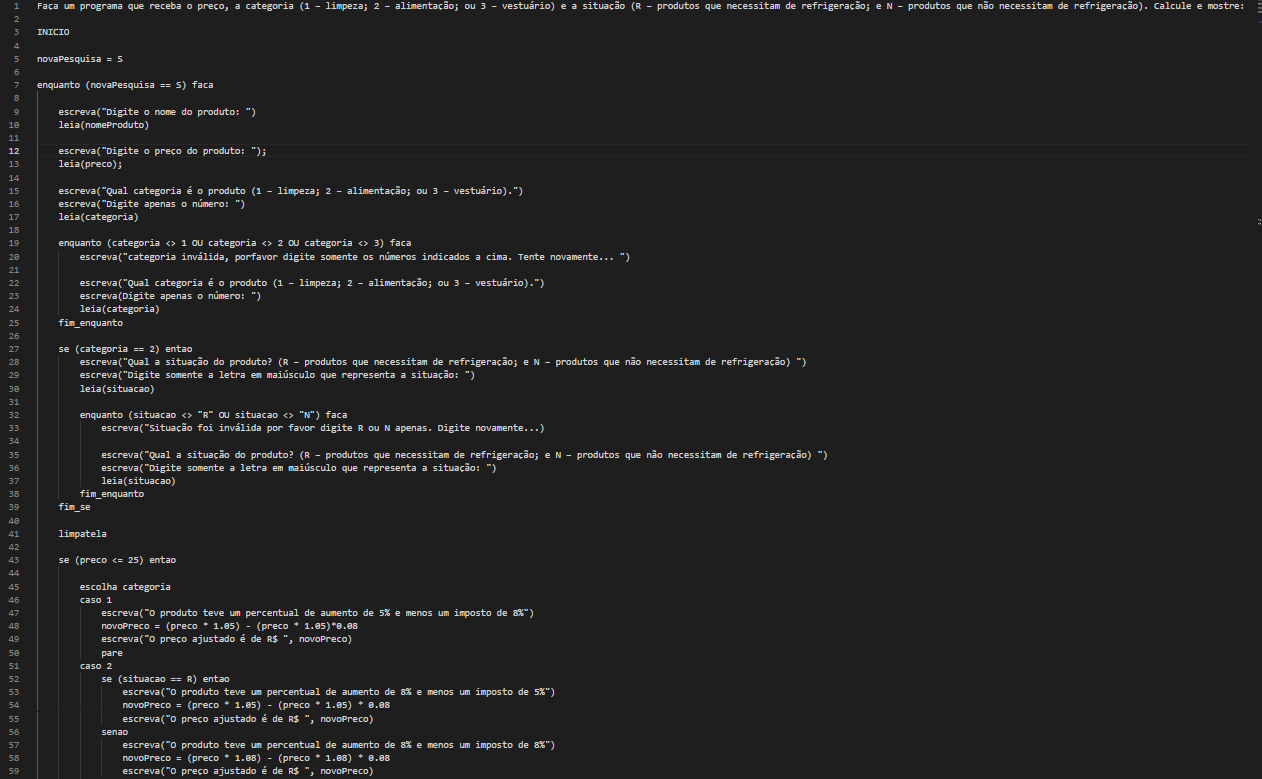 1 Faça um programa que receba o preço, a categoria (1 – limpeza; 2 – alimentação; ou 3 – vestuário) e a situação (R – produtos que necessitam de refrigeração; e N – produtos que não necessitam de refrigeração). Calcule e mostre:
2
3 INICIO
4
5 novaPesquisa = S
6
7 enquanto (novaPesquisa == S) faca
8
9 escreva("Digite o nome do produto: ")
10 leia(nomeProduto)
11
12 escreva("Digite o preço do produto: ");
13 leia(preco);
14
15 escreva("Qual categoria é o produto (1 – limpeza; 2 – alimentação; ou 3 – vestuário).")
16 escreva("Digite apenas o número: ")
17 leia(categoria)
18
19 enquanto (categoria <> 1 OU categoria <> 2 OU categoria <> 3) faca
20 escreva("categoria inválida, porfavor digite somente os números indicados a cima. Tente novamente... ")
21
22 escreva("Qual categoria é o produto (1 – limpeza; 2 – alimentação; ou 3 – vestuário).")
23 escreva(Digite apenas o número: ")
24 leia(categoria)
25 fim_enquanto
26
27 se (categoria == 2) entao
28 escreva("Qual a situação do produto? (R – produtos que necessitam de refrigeração; e N – produtos que não necessitam de refrigeração) ")
29 escreva("Digite somente a letra em maiúsculo que representa a situação: ")
30 leia(situacao)
31
32 enquanto (situacao <> "R" OU situacao <> "N") faca
33 escreva("Situação foi inválida por favor digite R ou N apenas. Digite novamente...)
34
35 escreva("Qual a situação do produto? (R – produtos que necessitam de refrigeração; e N – produtos que não necessitam de refrigeração) ")
36 escreva("Digite somente a letra em maiúsculo que representa a situação: ")
37 leia(situacao)
38 fim_enquanto
39 fim_se
40
41 limpatela
42
43 se (preco <= 25) entao
44
45 escolha categoria
46 caso 1
47 escreva("O produto teve um percentual de aumento de 5% e menos um imposto de 8%")
48 novoPreco = (preco * 1.05) - (preco * 1.05)*0.08
49 escreva("O preço ajustado é de R$ ", novoPreco)
50 pare
51 caso 2
52 se (situacao == R) entao
53 escreva("O produto teve um percentual de aumento de 8% e menos um imposto de 5%")
54 novoPreco = (preco * 1.05) - (preco * 1.05) * 0.08
55 escreva("O preço ajustado é de R$ ", novoPreco)
56 senao
57 escreva("O produto teve um percentual de aumento de 8% e menos um imposto de 8%")
58 novoPreco = (preco * 1.08) - (preco * 1.08) * 0.08
59 escreva("O preço ajustado é de R$ ", novoPreco)